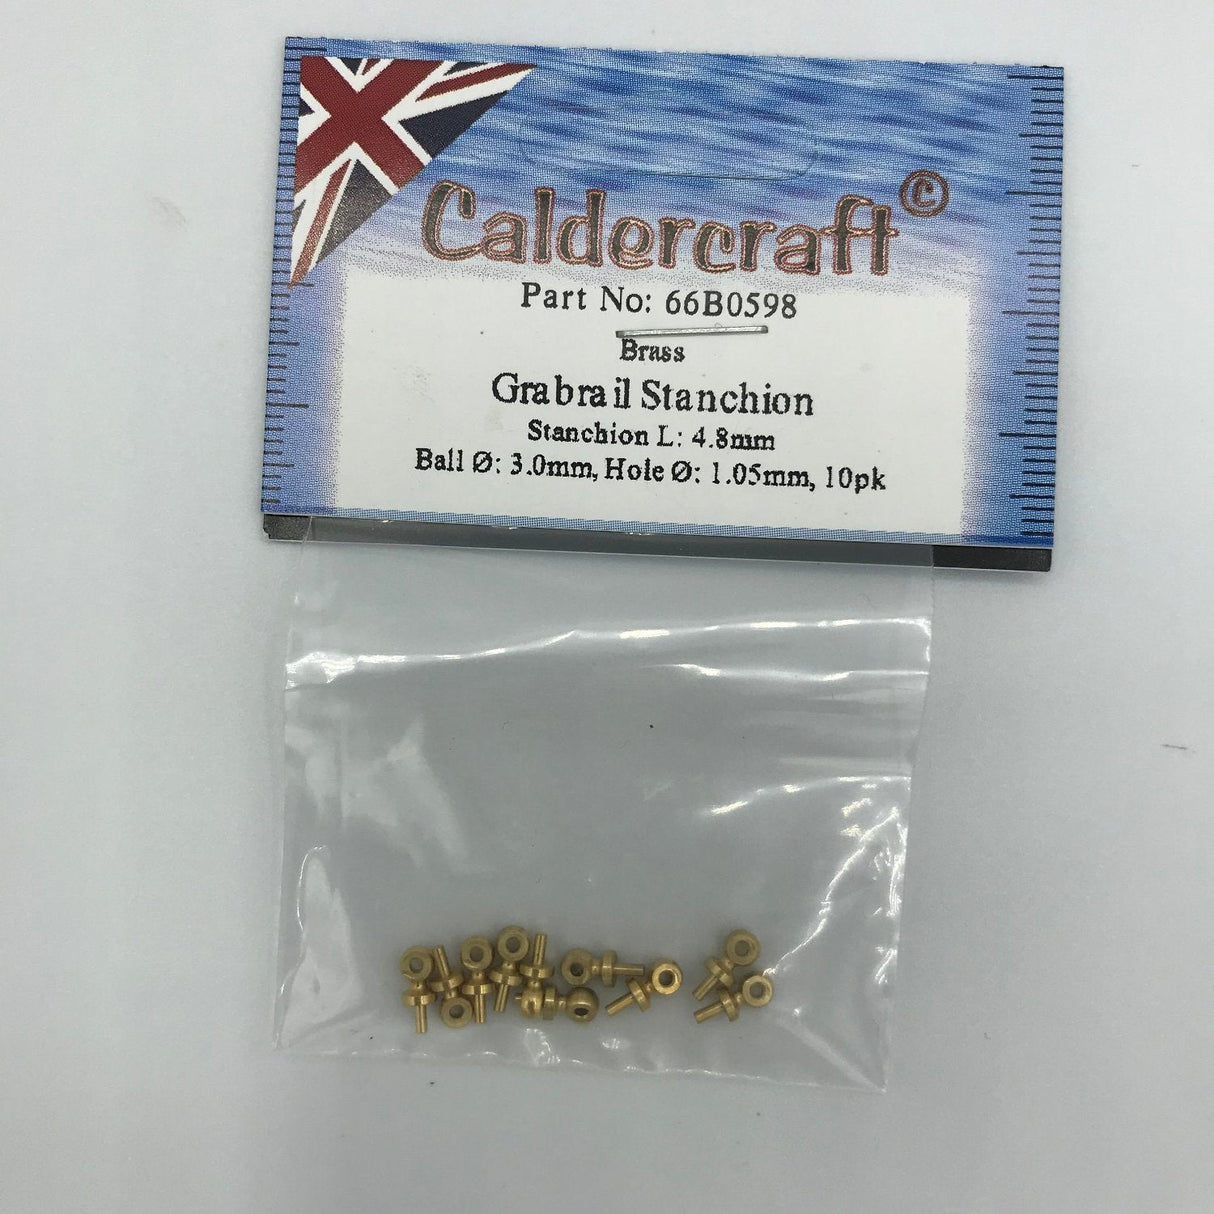 Caldercraft©
Part No: 66B0598
Brass
Grabrail Stanchion
Stanchion L: 4.8mm
Ball Ø: 3.0mm, Hole Ø: 1.05mm, 10pk